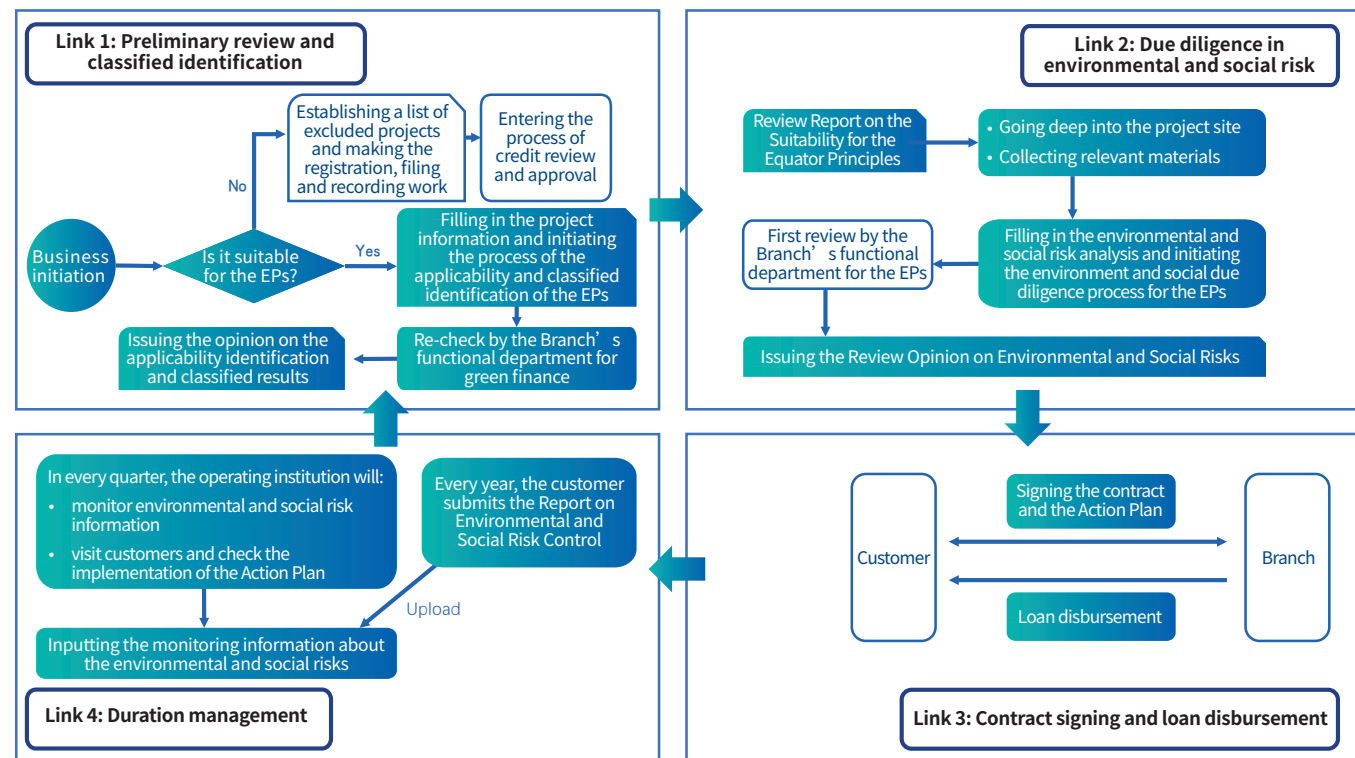 Link 1: Preliminary review and
classified identification
Establishing a list of
excluded projects
and making the
registration, filing
and recording work
Entering the
process of
credit review
and approval
No
Business
initiation
Is it suitable
for the EPs?
Yes
Filling in the project
information and initiating
the process of the
applicability and classified
identification of the EPs
Issuing the opinion on the
applicability identification
and classified results
Re-check by the Branch’s
functional department for
green finance
Link 2: Due diligence in
environmental and social risk
Review Report on the
Suitability for the
Equator Principles
• Going deep into the project site
• Collecting relevant materials
First review by the
Branch’s functional
department for the EPs
Filling in the environmental and
social risk analysis and initiating
the environment and social due
diligence process for the EPs
Issuing the Review Opinion on Environmental and Social Risks
Customer
Signing the contract
and the Action Plan
Loan disbursement
Branch
Link 3: Contract signing and loan disbursement
In every quarter, the operating institution will:
• monitor environmental and social risk
information
• visit customers and check the
implementation of the Action Plan
Every year, the customer
submits the Report on
Environmental and
Social Risk Control
Upload
Inputting the monitoring information about
the environmental and social risks
Link 4: Duration management